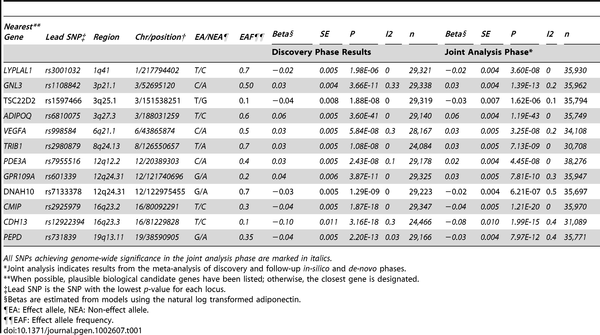 Discovery Phase Results Joint Analysis Phase*
Nearest** Gene Lead SNP‡ Region Chr/position† EA/NEA¶ EAF¶¶ Beta§ SE P I2 n Beta§ SE P I2 n
LYPLAL1 rs3001032 1q41 1/217794402 T/C 0.7 −0.02 0.005 1.98E-06 0 29,321 −0.02 0.004 3.60E-08 0 35,930
GNL3 rs1108842 3p21.1 3/52695120 C/A 0.50 0.03 0.004 3.66E-11 0.33 29,338 0.03 0.004 1.39E-13 0.2 35,962
TSC22D2 rs1597466 3q25.1 3/151538251 T/G 0.1 −0.04 0.008 1.88E-08 0 29,319 −0.03 0.007 1.62E-06 0.1 35,794
ADIPOQ rs6810075 3q27.3 3/188031259 T/C 0.6 0.06 0.005 3.60E-41 0 29,140 0.06 0.004 1.19E-43 0 35,749
VEGFA rs998584 6q21.1 6/43865874 C/A 0.5 0.03 0.005 5.84E-08 0.3 28,167 0.03 0.005 3.25E-08 0.2 34,108
TRIB1 rs2980879 8q24.13 8/126550657 T/A 0.7 0.03 0.005 1.08E-08 0 24,084 0.03 0.005 7.13E-09 0 30,708
PDE3A rs7955516 12q12.2 12/20389303 C/A 0.4 0.03 0.005 2.43E-08 0.1 29,178 0.02 0.004 4.45E-08 0 38,276
GPR109A rs601339 12q24.31 12/121740696 G/A 0.2 0.04 0.006 3.87E-11 0 29,325 0.03 0.005 7.81E-10 0.3 35,947
DNAH10 rs7133378 12q24.31 12/122975455 G/A 0.7 −0.03 0.005 1.29E-09 0 29,223 −0.02 0.004 6.21E-07 0.5 35,697
CMIP rs2925979 16q23.2 16/80092291 T/C 0.3 −0.04 0.005 1.87E-18 0 29,347 −0.04 0.005 1.21E-20 0 35,970
CDH13 rs12922394 16q23.3 16/81229828 T/C 0.1 −0.10 0.011 3.16E-18 0.3 24,466 −0.08 0.010 1.99E-15 0.4 31,089
PEPD rs731839 19q13.11 19/38590905 G/A 0.35 −0.04 0.005 2.20E-13 0.03 29,166 −0.03 0.004 7.97E-12 0.4 35,771
All SNPs achieving genome-wide significance in the joint analysis phase are marked in italics.
*Joint analysis indicates results from the meta-analysis of discovery and follow-up in-silico and de-novo phases.
**When possible, plausible biological candidate genes have been listed; otherwise, the closest gene is designated.
‡Lead SNP is the SNP with the lowest p-value for each locus.
§Betas are estimated from models using the natural log transformed adiponectin.
¶EA: Effect allele, NEA: Non-effect allele.
¶¶EAF: Effect allele frequency.
doi:10.1371/journal.pgen.1002607.t001